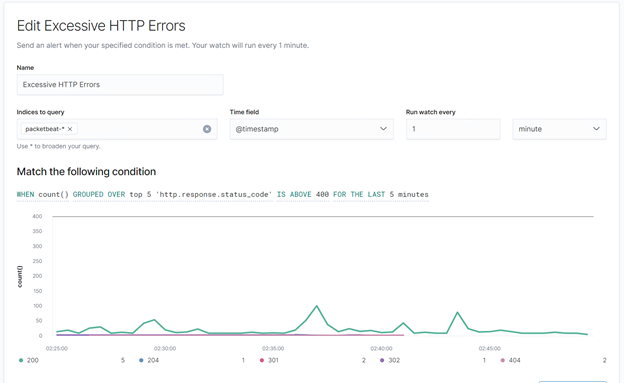 Edit Excessive HTTP Errors
Send an alert when your specified condition is met. Your watch will run every 1 minute.
Name
Excessive HTTP Errors
Indices to query Time field Run watch every
packetbeat-* × @timestamp 1 minute
Use * to broaden your query.
Match the following condition
WHEN count() GROUPED OVER top 5 'http.response.status_code' IS ABOVE 400 FOR THE LAST 5 minutes
400
350
300
250
200
150
100
50
0
count()
02:25:00 02:30:00 02:35:00 02:40:00 02:45:00
200 5 204 1 301 2 302 1 404 2